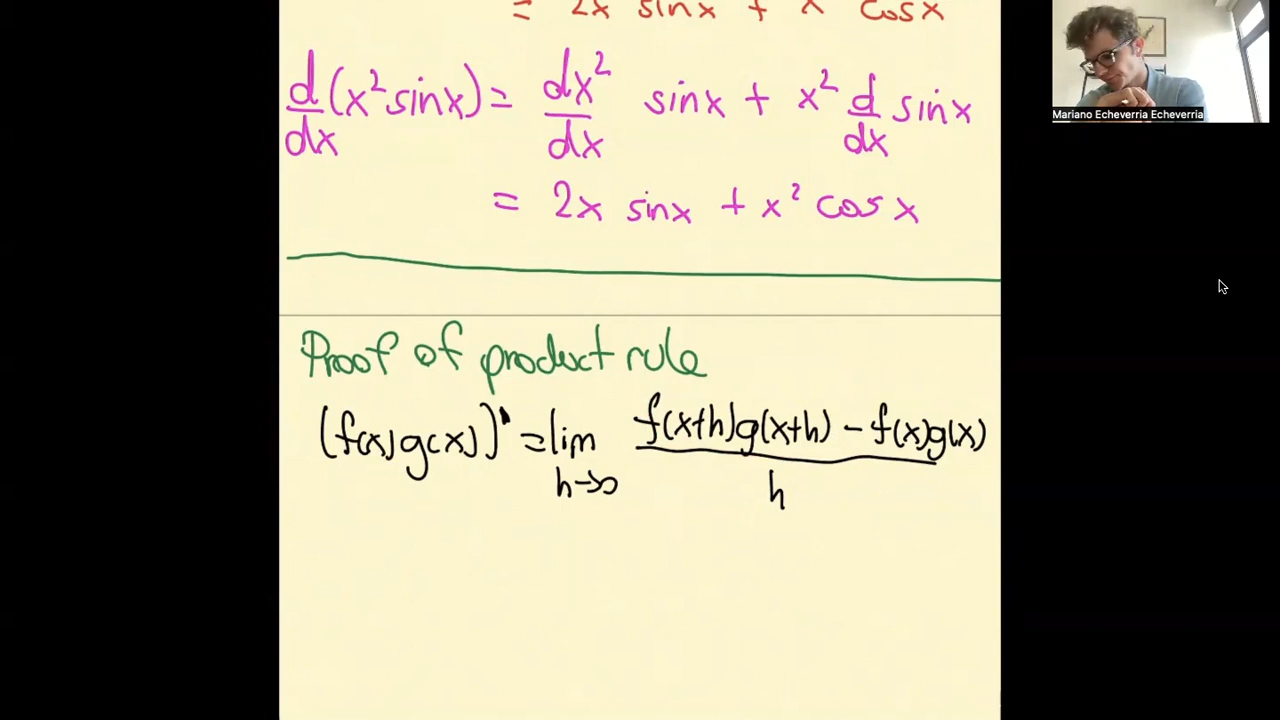 = 2x sinx + x cosx
d/dx (x² sinx) = dx²/dx sinx + x² d/dx sinx
= 2x sinx + x² cos x
Proof of product rule
(f(x)g(x))' = lim h→0 f(x+h)g(x+h) - f(x)g(x) / h
Mariano Echeverria Echeverria